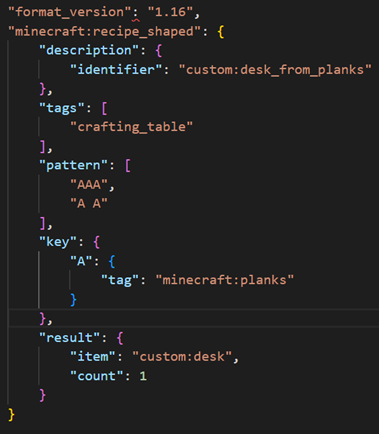 "format_version": "1.16",
"minecraft:recipe_shaped": {
    "description": {
        "identifier": "custom:desk_from_planks"
    },
    "tags": [
        "crafting_table"
    ],
    "pattern": [
        "AAA",
        "A A"
    ],
    "key": {
        "A": {
            "tag": "minecraft:planks"
        }
    },
    "result": {
        "item": "custom:desk",
        "count": 1
    }
}